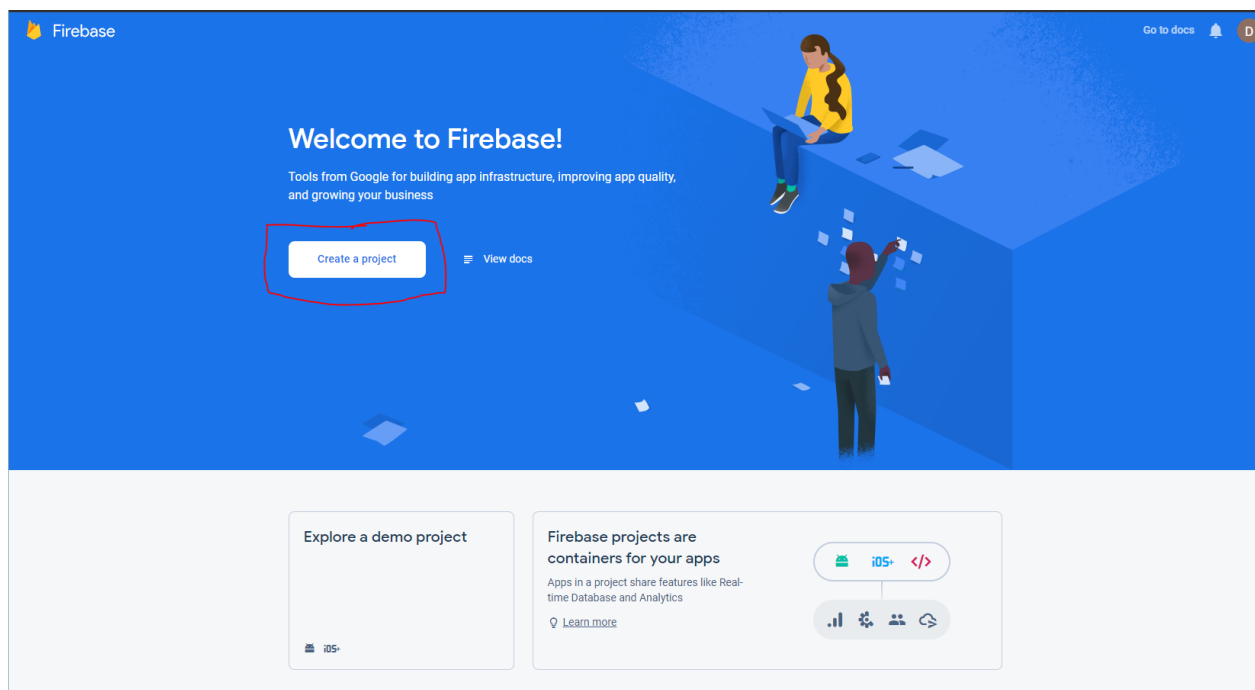 Firebase
Go to docs
D
Welcome to Firebase!
Tools from Google for building app infrastructure, improving app quality,
and growing your business
Create a project
View docs
Explore a demo project
iOS+
Firebase projects are
containers for your apps
Apps in a project share features like Real-
time Database and Analytics
Learn more
iOS+ </>